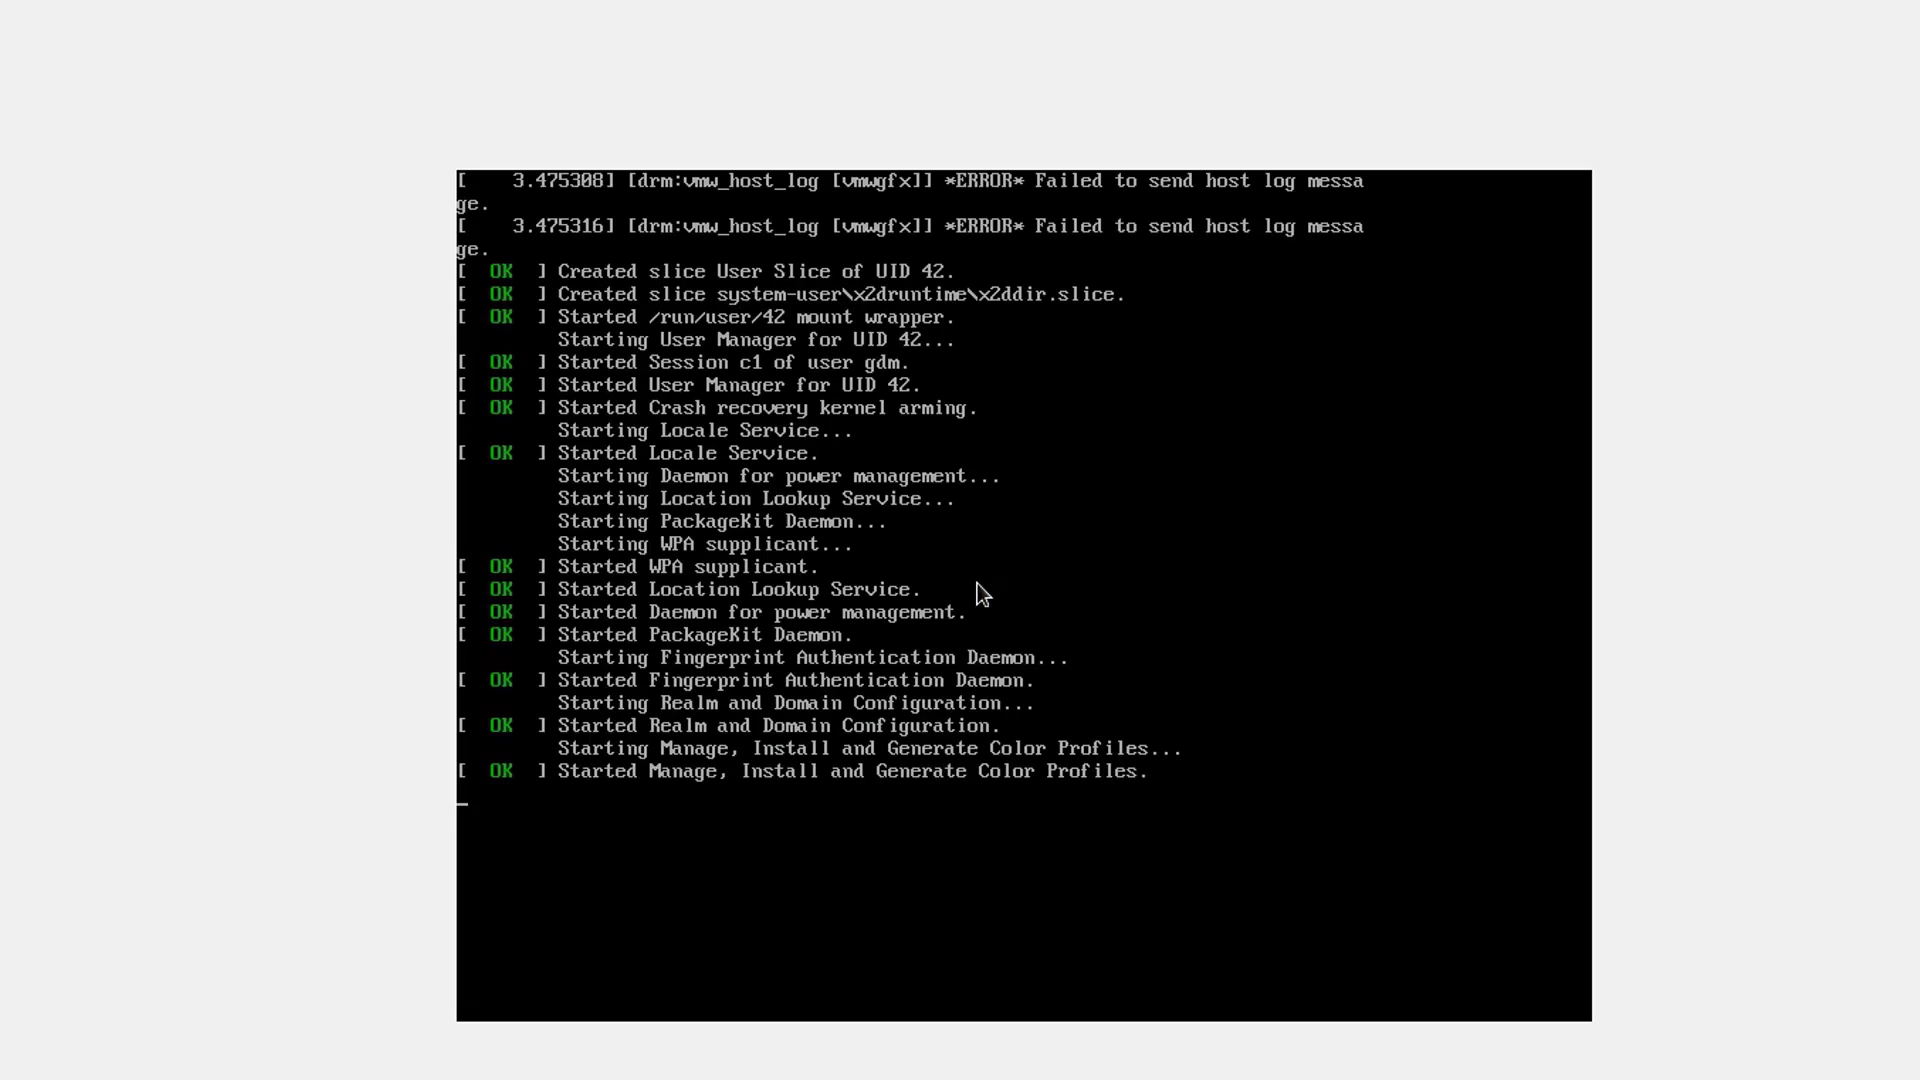 [    3.475308] [drm:vmw_host_log [vmwgfx]] *ERROR* Failed to send host log messa
ge.
[    3.475316] [drm:vmw_host_log [vmwgfx]] *ERROR* Failed to send host log messa
ge.
[  OK  ] Created slice User Slice of UID 42.
[  OK  ] Created slice system-user\x2druntime\x2ddir.slice.
[  OK  ] Started /run/user/42 mount wrapper.
         Starting User Manager for UID 42...
[  OK  ] Started Session c1 of user gdm.
[  OK  ] Started User Manager for UID 42.
[  OK  ] Started Crash recovery kernel arming.
         Starting Locale Service...
[  OK  ] Started Locale Service.
         Starting Daemon for power management...
         Starting Location Lookup Service...
         Starting PackageKit Daemon...
         Starting WPA supplicant...
[  OK  ] Started WPA supplicant.
[  OK  ] Started Location Lookup Service.
[  OK  ] Started Daemon for power management.
[  OK  ] Started PackageKit Daemon.
         Starting Fingerprint Authentication Daemon...
[  OK  ] Started Fingerprint Authentication Daemon.
         Starting Realm and Domain Configuration...
[  OK  ] Started Realm and Domain Configuration.
         Starting Manage, Install and Generate Color Profiles...
[  OK  ] Started Manage, Install and Generate Color Profiles.